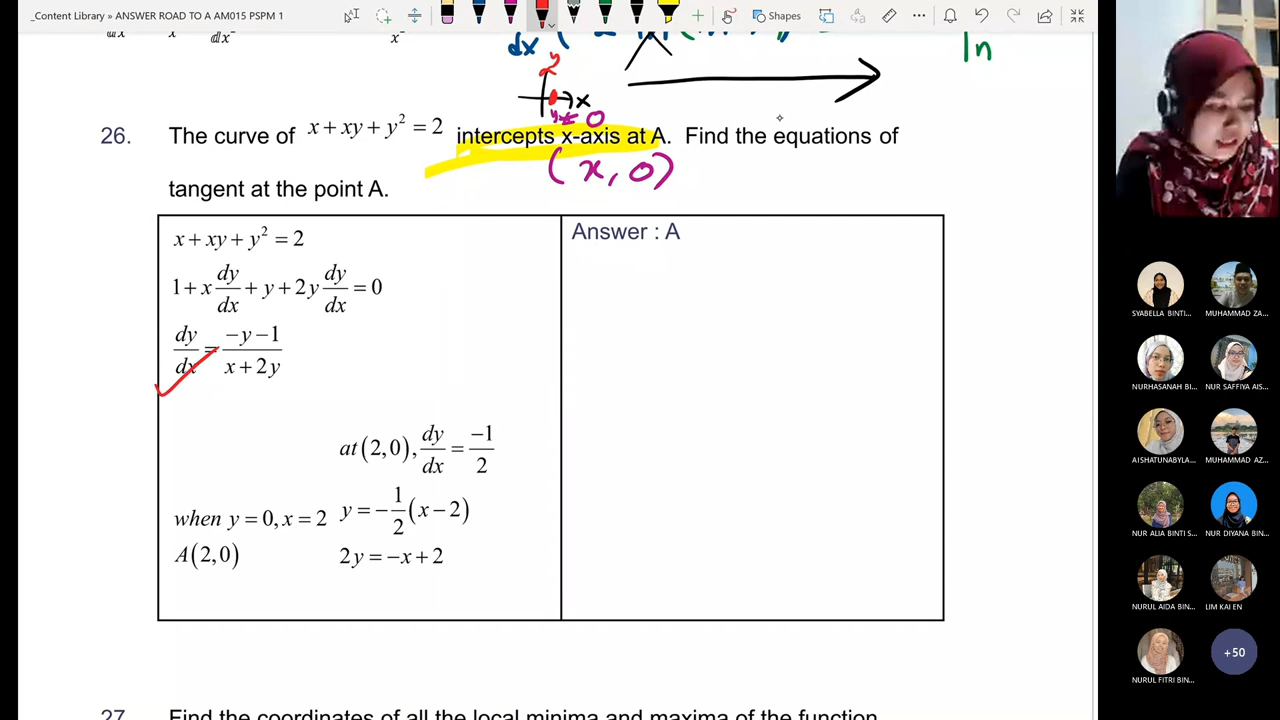 _Content Library » ANSWER ROAD TO A AM015 PSPM 1
Shapes
dx
x
dx
x
dx
ln
y
x
y = 0
26. The curve of x + xy + y² = 2 intercepts x-axis at A. Find the equations of
(x, 0)
tangent at the point A.
x + xy + y² = 2
1 + x dy/dx + y + 2y dy/dx = 0
dy/dx = (-y-1)/(x+2y)
at (2,0), dy/dx = -1/2
when y = 0, x = 2
A(2,0)
y = -1/2 (x-2)
2y = -x + 2
Answer : A
27. Find the coordinates of all the local minima and maxima of the function
SYABELLA BINTI...
MUHAMMAD ZA...
NURHASANAH BI...
NUR SAFFIYA AIS...
AISHATUNABYLA...
MUHAMMAD AZ...
NUR ALIA BINTI S...
NUR DIYANA BIN...
NURUL AIDA BIN...
LIM KAI EN
NURUL FITRI BIN...
+50